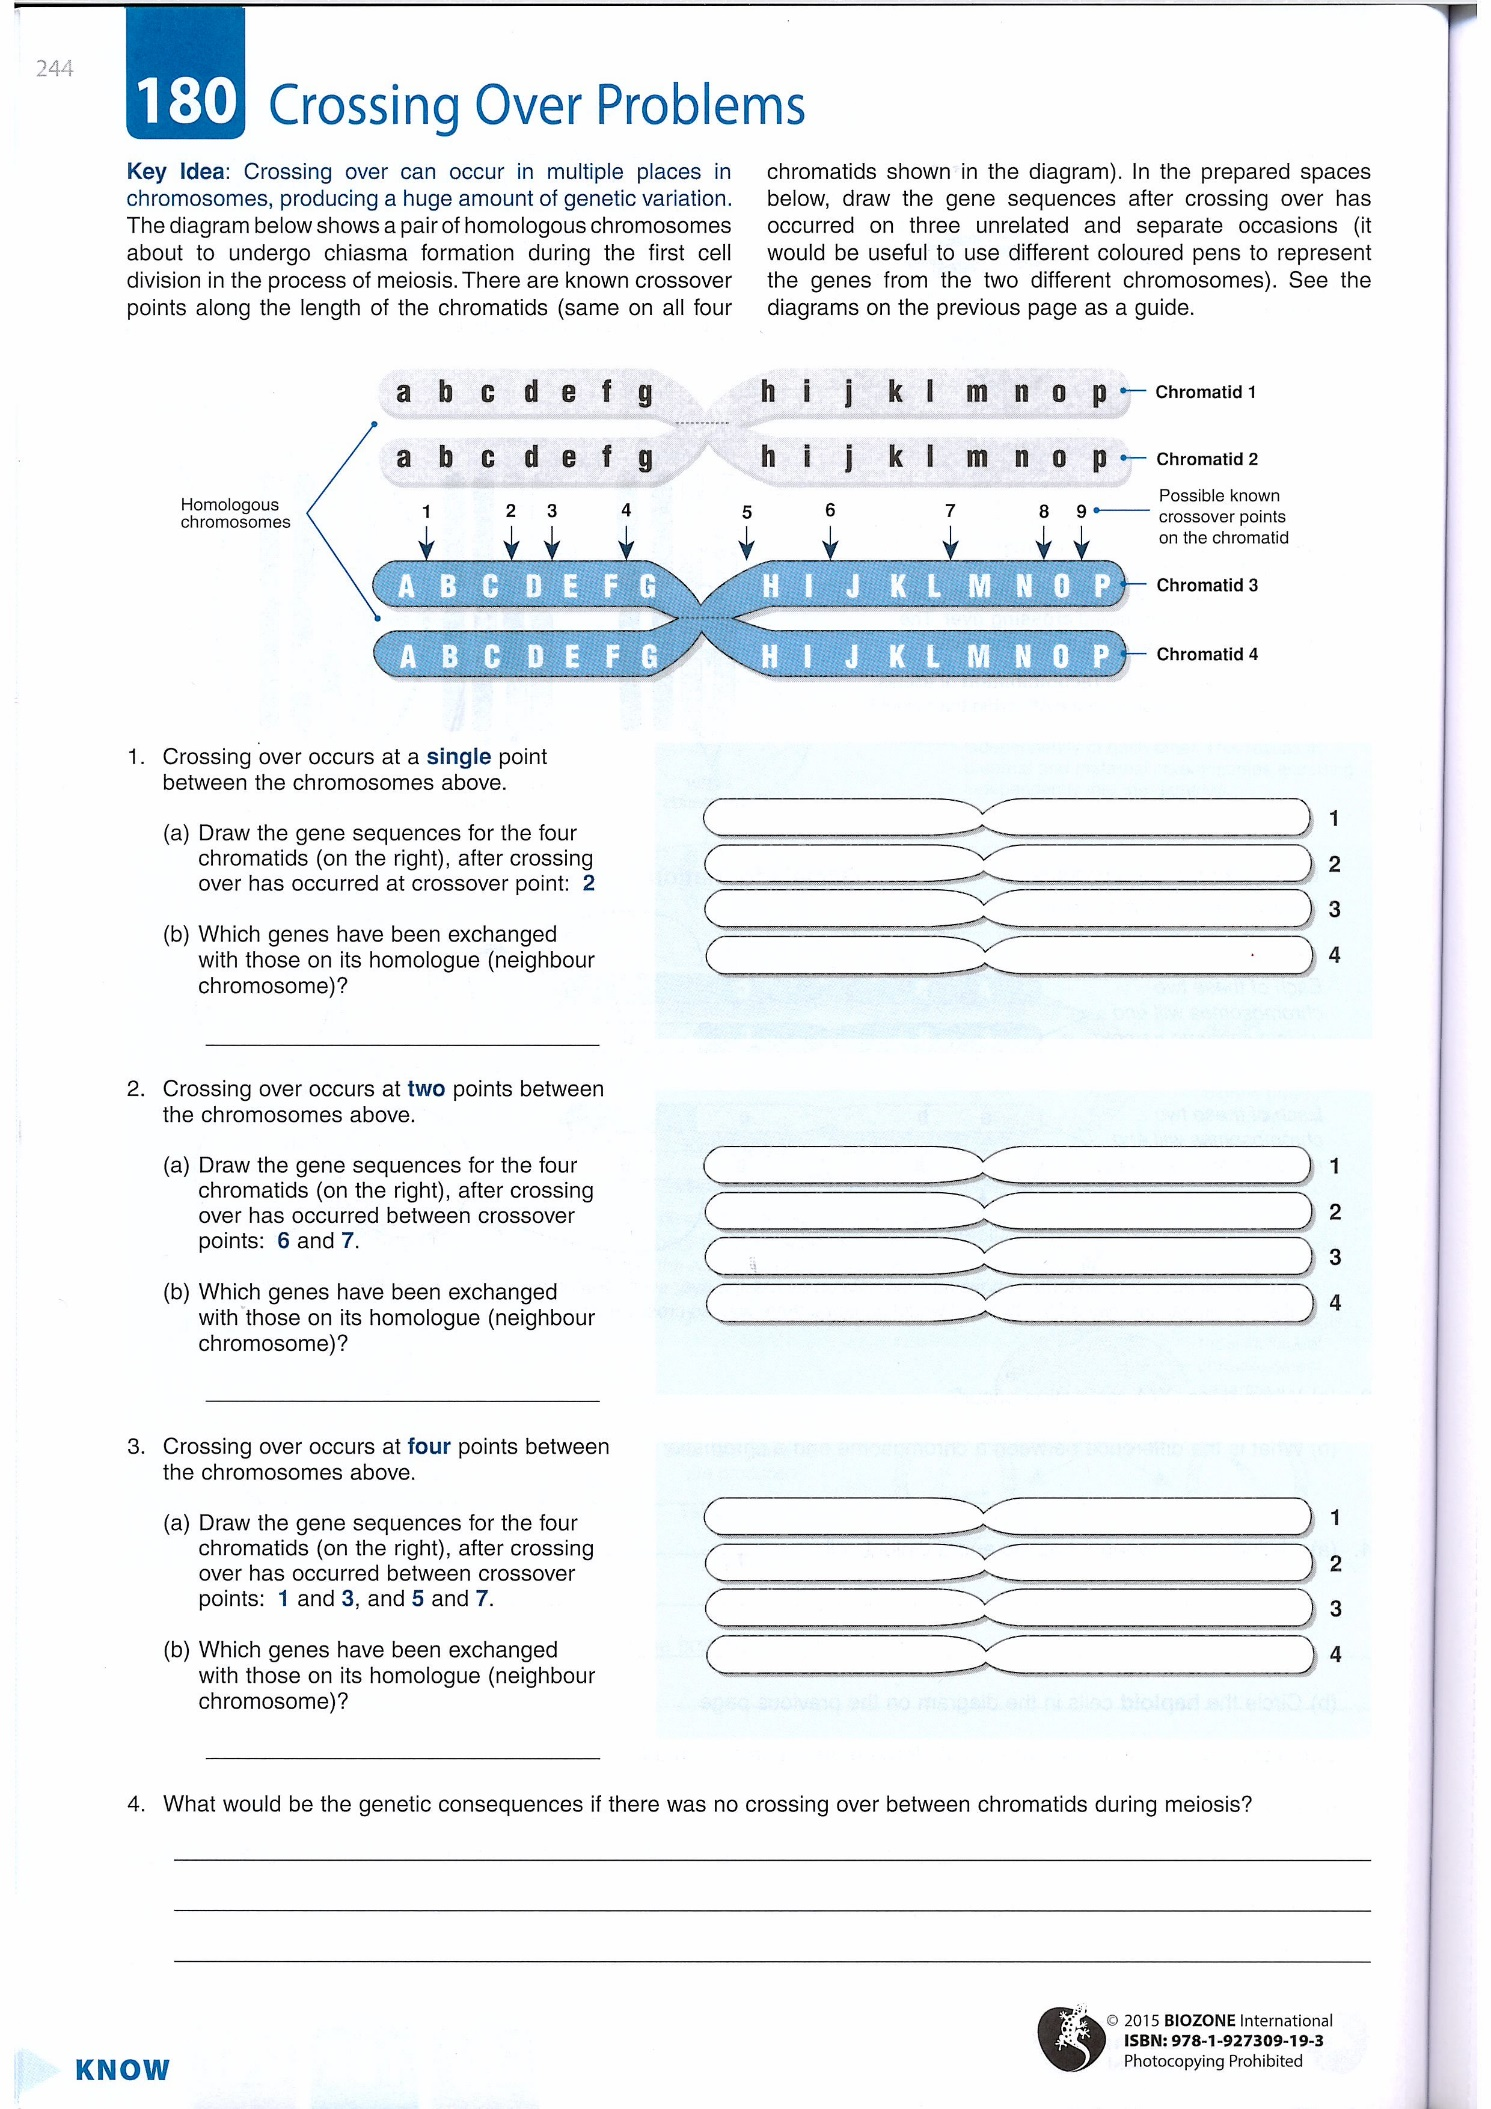 244
180 Crossing Over Problems
Key Idea: Crossing over can occur in multiple places in
chromosomes, producing a huge amount of genetic variation.
The diagram below shows a pair of homologous chromosomes
about to undergo chiasma formation during the first cell
division in the process of meiosis. There are known crossover
points along the length of the chromatids (same on all four
chromatids shown in the diagram). In the prepared spaces
below, draw the gene sequences after crossing over has
occurred on three unrelated and separate occasions (it
would be useful to use different coloured pens to represent
the genes from the two different chromosomes). See the
diagrams on the previous page as a guide.
a b c d e f g h i j k l m n o p Chromatid 1
a b c d e f g h i j k l m n o p Chromatid 2
Homologous
chromosomes
1 2 3 4 5 6 7 8 9
Possible known
crossover points
on the chromatid
A B C D E F G H I J K L M N O P Chromatid 3
A B C D E F G H I J K L M N O P Chromatid 4
1. Crossing over occurs at a single point
between the chromosomes above.
(a) Draw the gene sequences for the four
chromatids (on the right), after crossing
over has occurred at crossover point: 2
(b) Which genes have been exchanged
with those on its homologue (neighbour
chromosome)?
1
2
3
4
2. Crossing over occurs at two points between
the chromosomes above.
(a) Draw the gene sequences for the four
chromatids (on the right), after crossing
over has occurred between crossover
points: 6 and 7.
(b) Which genes have been exchanged
with those on its homologue (neighbour
chromosome)?
1
2
3
4
3. Crossing over occurs at four points between
the chromosomes above.
(a) Draw the gene sequences for the four
chromatids (on the right), after crossing
over has occurred between crossover
points: 1 and 3, and 5 and 7.
(b) Which genes have been exchanged
with those on its homologue (neighbour
chromosome)?
1
2
3
4
4. What would be the genetic consequences if there was no crossing over between chromatids during meiosis?
© 2015 BIOZONE International
ISBN: 978-1-927309-19-3
Photocopying Prohibited
KNOW